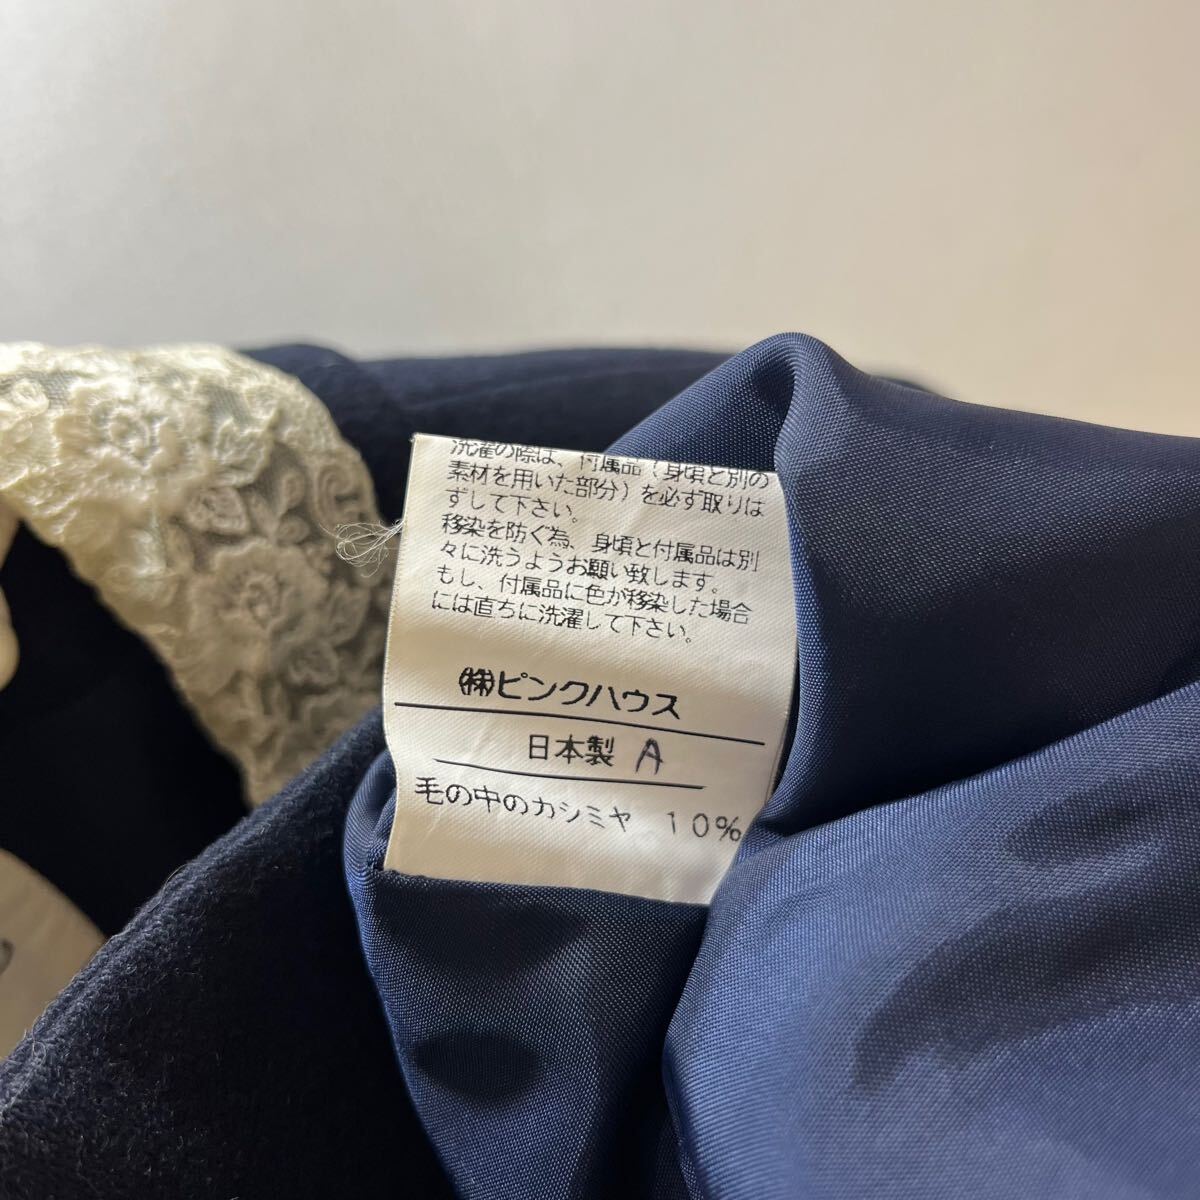 洗濯の際は、付属品(身頃と別の
素材を用いた部分)を必ず取りは
ずして下さい。
移染を防ぐ為、身頃と付属品は別
々に洗うようお願い致します。
もし、付属品に色が移染した場合
には直ちに洗濯して下さい。
㈱ピンクハウス
日本製 A
毛の中のカシミヤ 10%